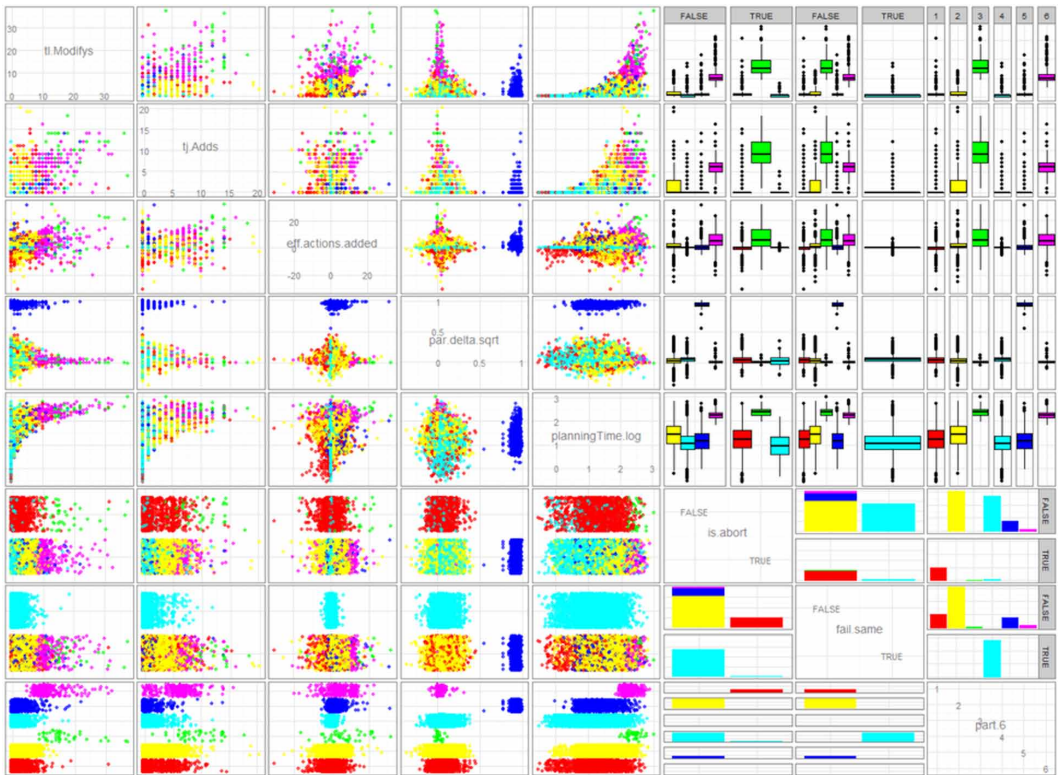 FALSE TRUE FALSE TRUE 1 2 3 4 5 6
30
20
10
0
tl.Modifys
0 10 20 30
20
15
10
5
0
tj.Adds
0 5 10 15 20
20
0
-20
eff.actions.added
-20 0 20
1
0.5
0
par.delta.sqrt
0 0.5 1
3
2
1
0
planningTime.log
0 1 2 3
FALSE
is.abort
TRUE
FALSE
TRUE
FALSE
fail.same
TRUE
FALSE
TRUE
1
2
3
part.6
4
5
6